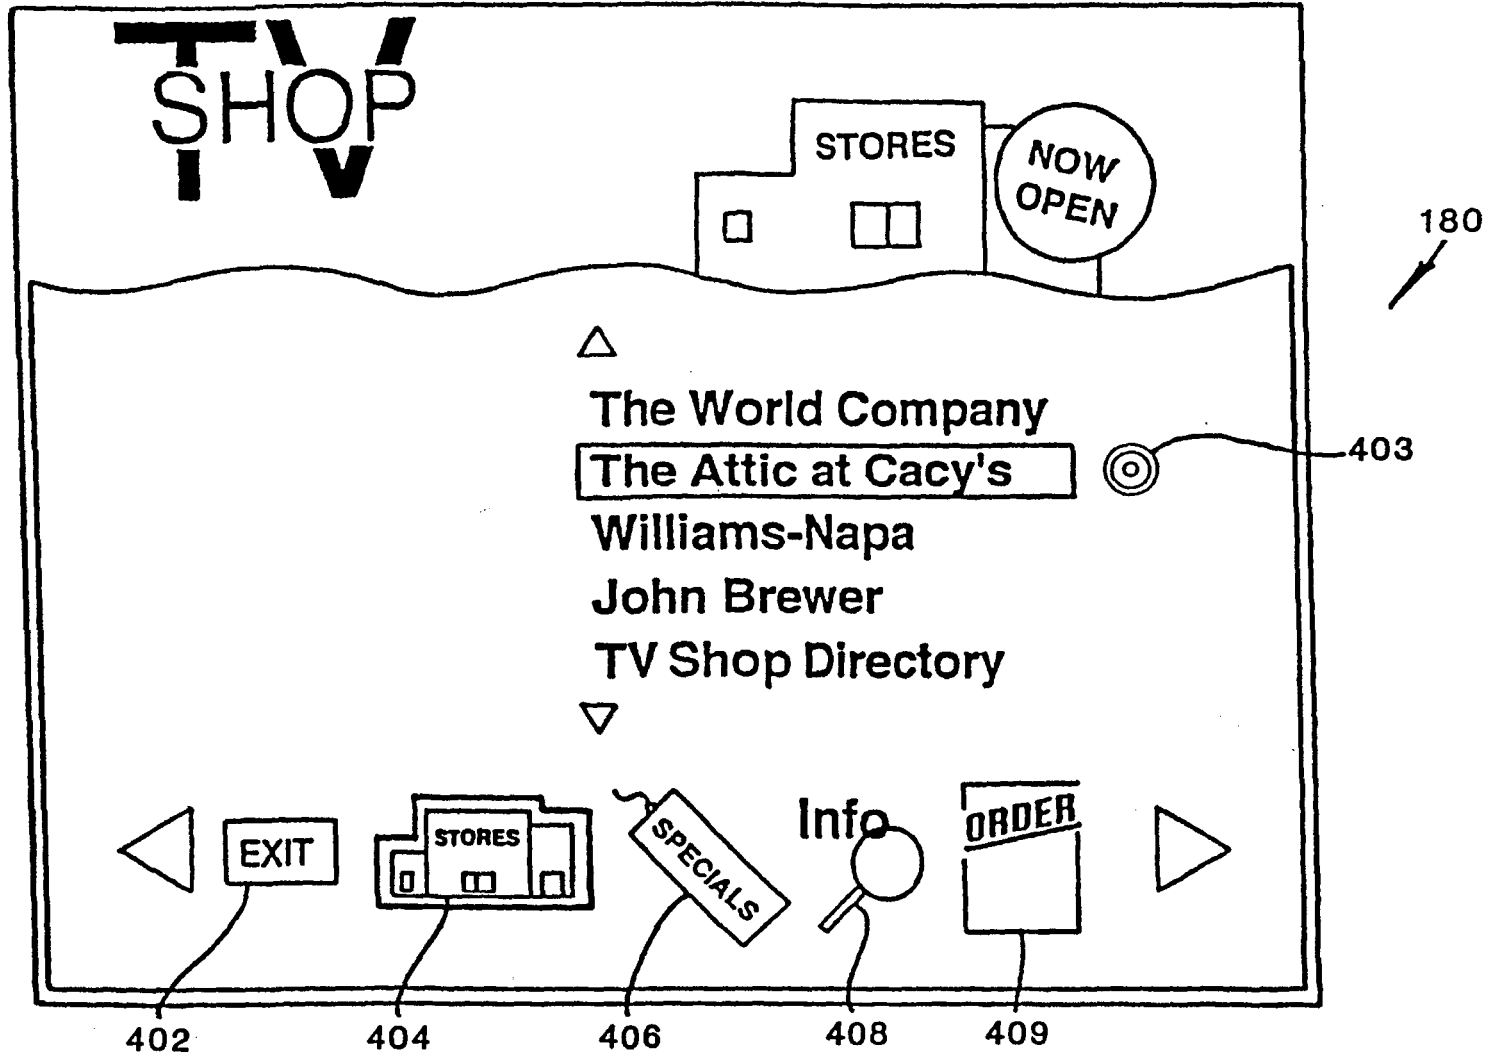 TV
SHOP
STORES
NOW
OPEN
180
The World Company
The Attic at Cacy's
403
Williams-Napa
John Brewer
TV Shop Directory
EXIT
STORES
SPECIALS
Info
ORDER
402
404
406
408
409